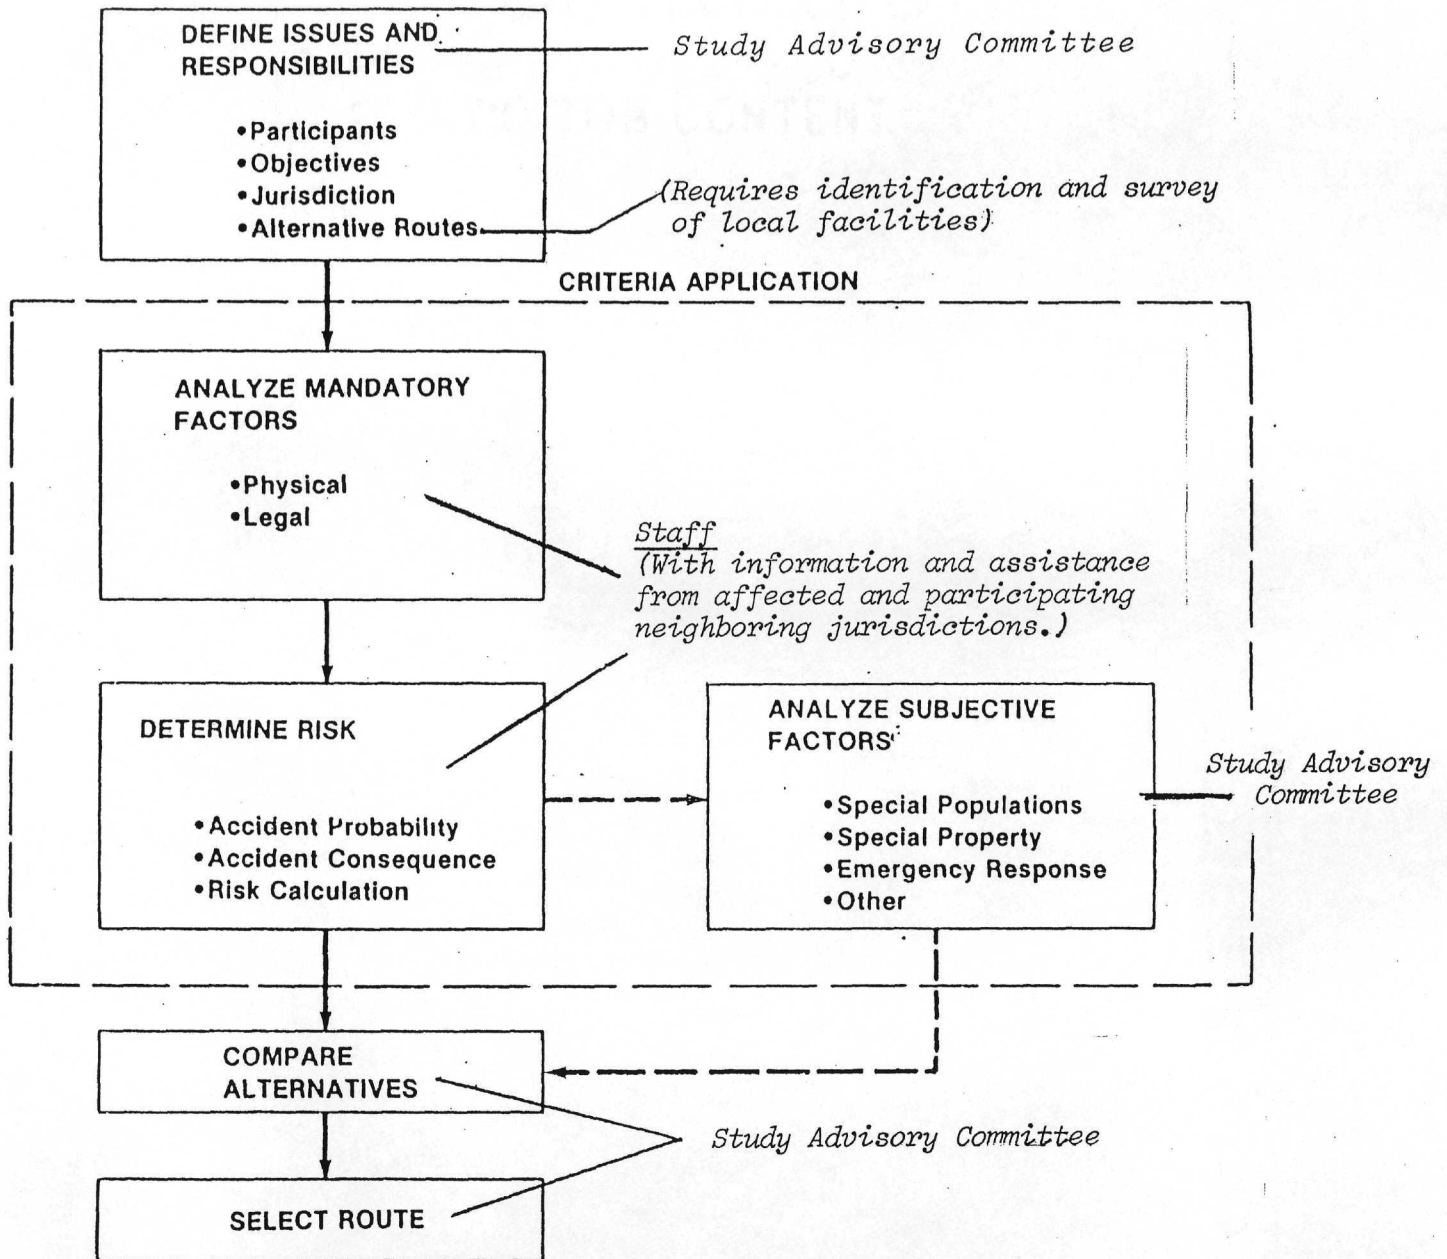 DEFINE ISSUES AND
RESPONSIBILITIES
•Participants
•Objectives
•Jurisdiction
•Alternative Routes
Study Advisory Committee
(Requires identification and survey
of local facilities)
CRITERIA APPLICATION
ANALYZE MANDATORY
FACTORS
•Physical
•Legal
Staff
(With information and assistance
from affected and participating
neighboring jurisdictions.)
DETERMINE RISK
•Accident Probability
•Accident Consequence
•Risk Calculation
ANALYZE SUBJECTIVE
FACTORS
•Special Populations
•Special Property
•Emergency Response
•Other
Study Advisory
Committee
COMPARE
ALTERNATIVES
Study Advisory Committee
SELECT ROUTE